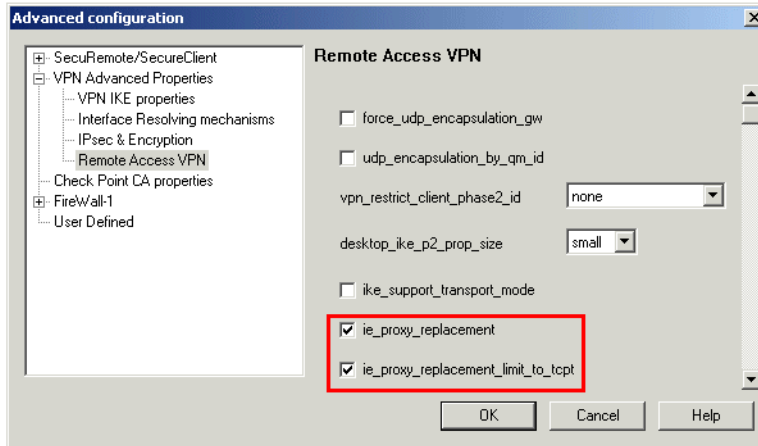 Advanced configuration
SecuRemote/SecureClient
VPN Advanced Properties
VPN IKE properties
Interface Resolving mechanisms
IPsec & Encryption
Remote Access VPN
Check Point CA properties
FireWall-1
User Defined
Remote Access VPN
force_udp_encapsulation_gw
udp_encapsulation_by_qm_id
vpn_restrict_client_phase2_id none
desktop_ike_p2_prop_size small
ike_support_transport_mode
ie_proxy_replacement
ie_proxy_replacement_limit_to_tcpt
OK Cancel Help